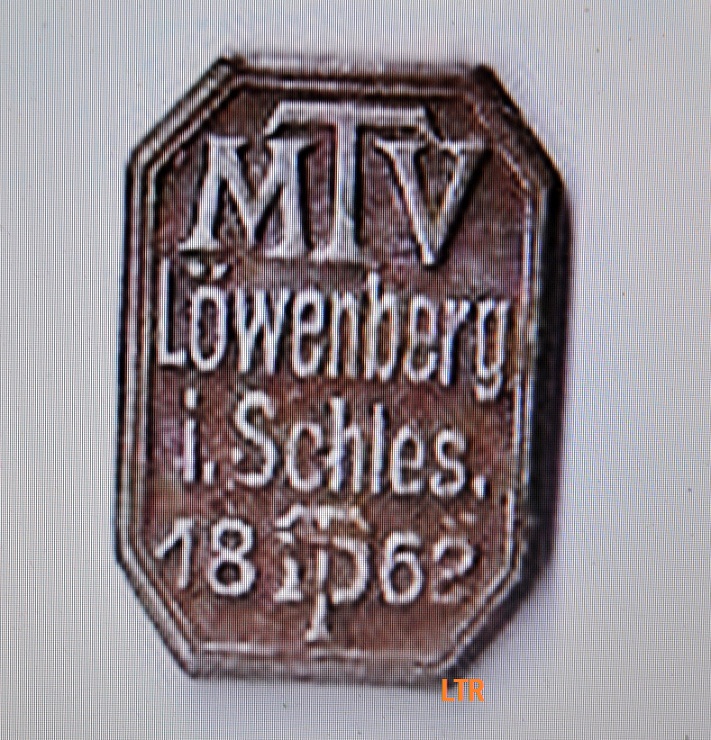 MTV
Löwenberg
i. Schles.
18 62
LTR